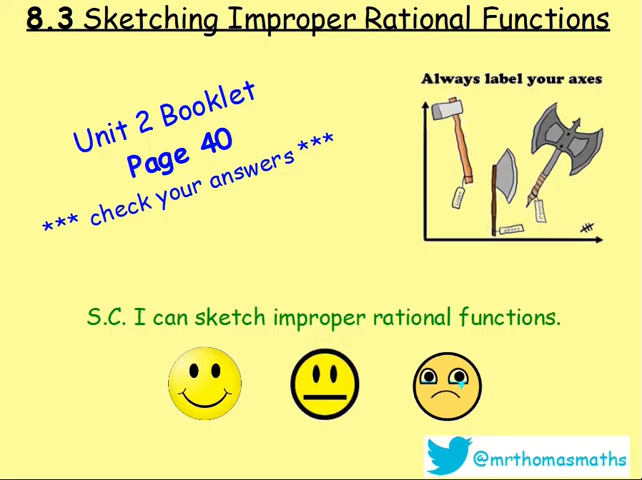 8.3 Sketching Improper Rational Functions
Unit 2 Booklet
Page 40
*** check your answers ***
Always label your axes
S.C. I can sketch improper rational functions.
@mrthomasmaths